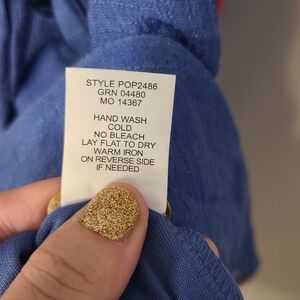 STYLE POP2486
GRN 04480
MO 14367
HAND WASH
COLD
NO BLEACH
LAY FLAT TO DRY
WARM IRON
ON REVERSE SIDE
IF NEEDED